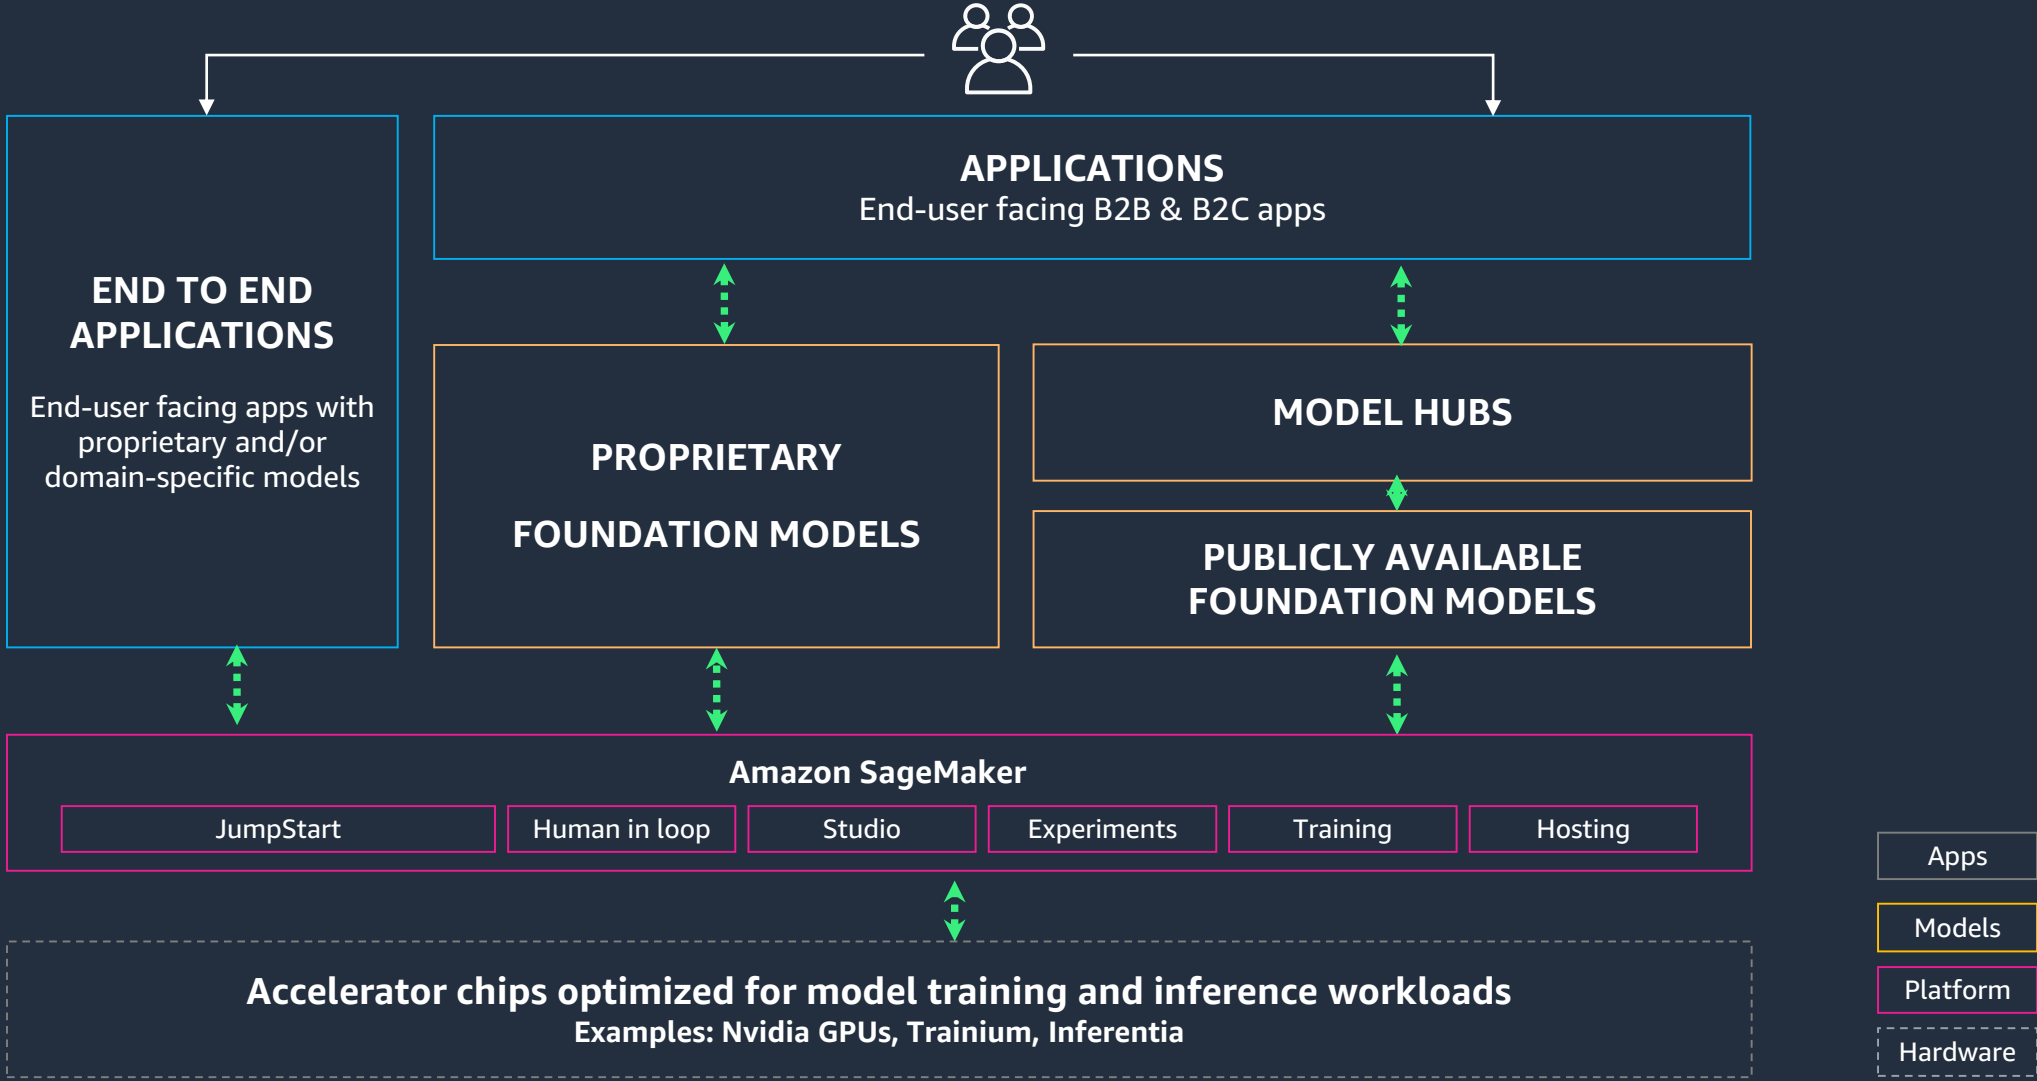 APPLICATIONS
End-user facing B2B & B2C apps
END TO END
APPLICATIONS
End-user facing apps with
proprietary and/or
domain-specific models
PROPRIETARY
FOUNDATION MODELS
MODEL HUBS
PUBLICLY AVAILABLE
FOUNDATION MODELS
Amazon SageMaker
JumpStart
Human in loop
Studio
Experiments
Training
Hosting
Accelerator chips optimized for model training and inference workloads
Examples: Nvidia GPUs, Trainium, Inferentia
Apps
Models
Platform
Hardware